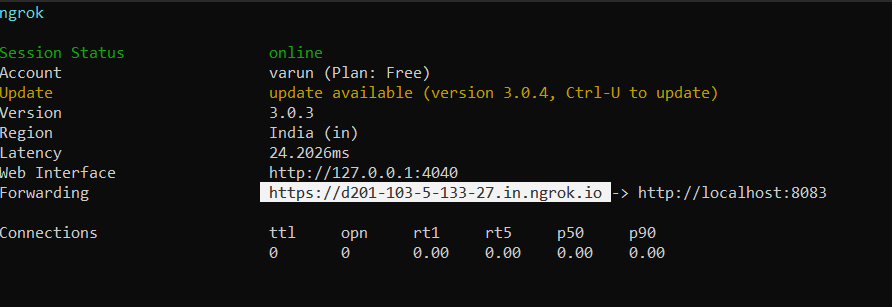 ngrok
Session Status online
Account varun (Plan: Free)
Update update available (version 3.0.4, Ctrl-U to update)
Version 3.0.3
Region India (in)
Latency 24.2026ms
Web Interface http://127.0.0.1:4040
Forwarding https://d201-103-5-133-27.in.ngrok.io -> http://localhost:8083
Connections ttl opn rt1 rt5 p50 p90
0 0 0.00 0.00 0.00 0.00